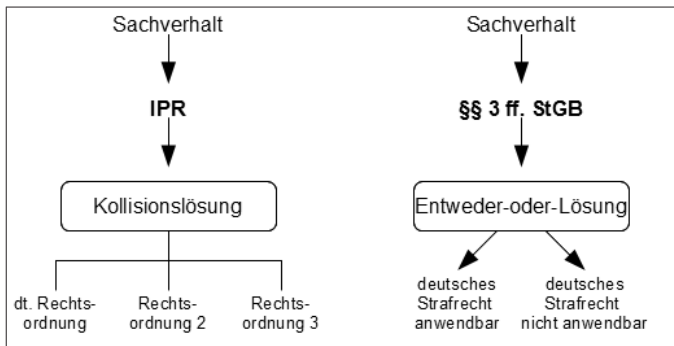 Sachverhalt
IPR
Kollisionslösung
dt. Rechts-
ordnung
Rechts-
ordnung 2
Rechts-
ordnung 3
Sachverhalt
§§ 3 ff. StGB
Entweder-oder-Lösung
deutsches
Strafrecht
anwendbar
deutsches
Strafrecht
nicht anwendbar